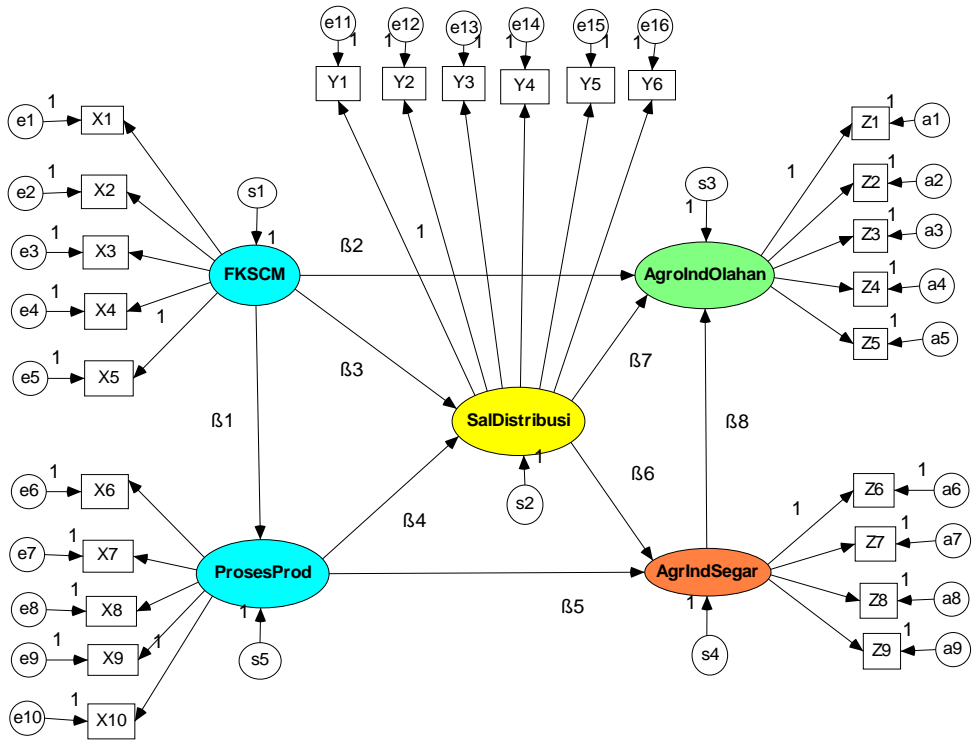 e11 e12 e13 e14 e15 e16
1 1 1 1 1 1
Y1 Y2 Y3 Y4 Y5 Y6
1 1
e1 X1 Z1 a1
1 1 1
e2 X2 s1 s3 Z2 a2
1 1 1 1
e3 X3 1 ß2 1 Z3 a3
1 FKSCM AgroIndOlahan 1
e4 X4 Z4 a4
1 1 1
e5 X5 ß3 ß7 Z5 a5
ß1 SalDistribusi ß8
1 1 ß6 1 1
e6 X6 s2 Z6 a6
ß4 1
1 1
e7 X7 Z7 a7
ProsesProd AgrIndSegar
1 1 1 1
e8 X8 ß5 Z8 a8
1 1 1
e9 X9 s5 s4 Z9 a9
1
e10 X10